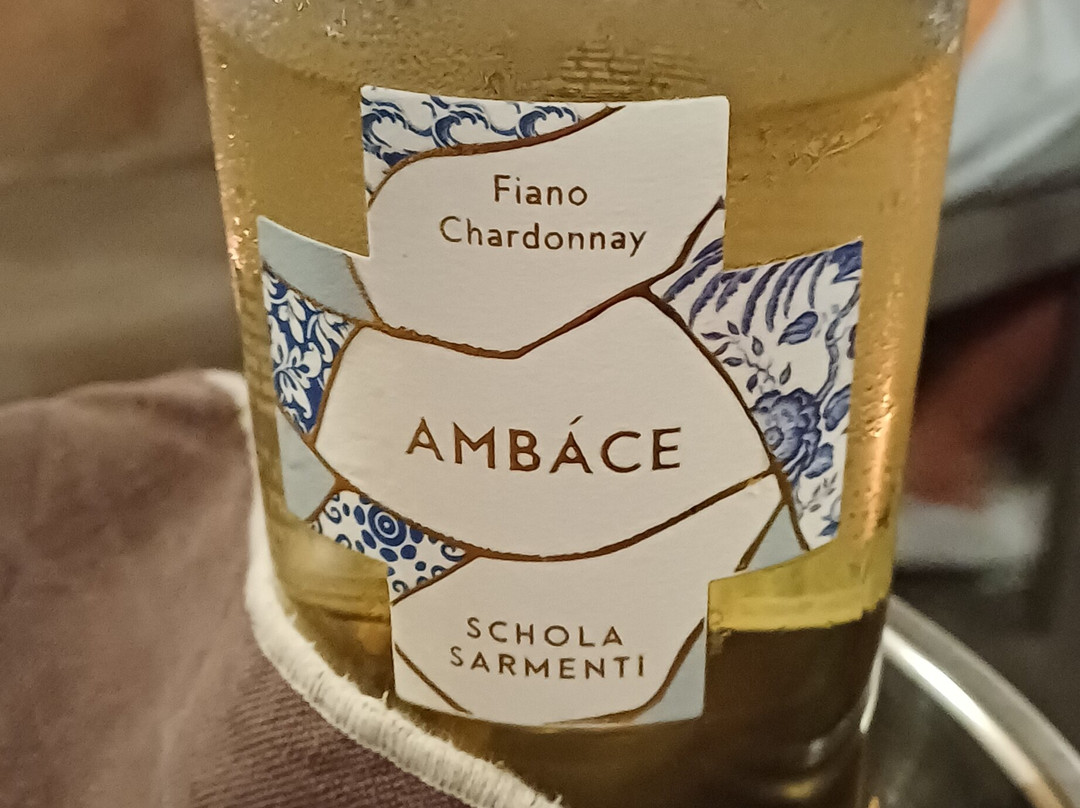 Fiano
Chardonnay
AMBÁCE
SCHOLA
SARMENTI